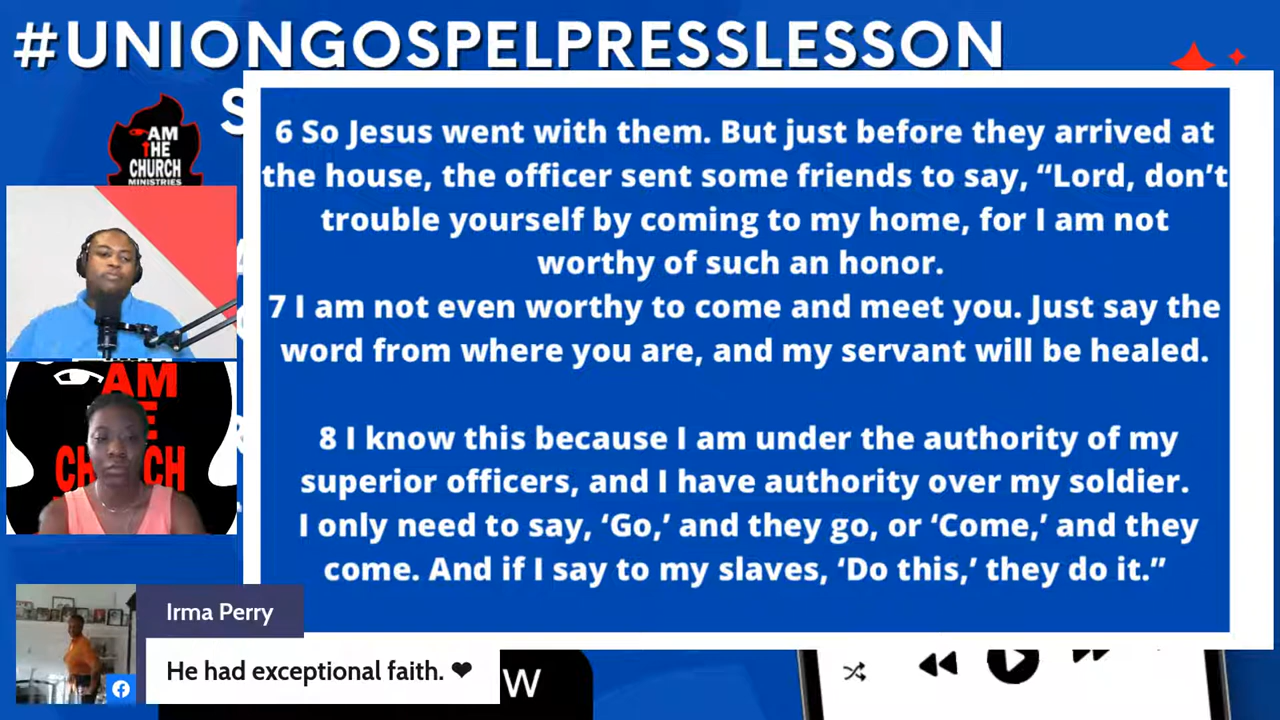 #UNIONGOSPELPRESSLESSON
S
AM
THE
CHURCH
MINISTRIES
6 So Jesus went with them. But just before they arrived at
the house, the officer sent some friends to say, “Lord, don’t
trouble yourself by coming to my home, for I am not
worthy of such an honor.
7 I am not even worthy to come and meet you. Just say the
word from where you are, and my servant will be healed.
8 I know this because I am under the authority of my
superior officers, and I have authority over my soldier.
I only need to say, ‘Go,’ and they go, or ‘Come,’ and they
come. And if I say to my slaves, ‘Do this,’ they do it.”
AM
CH RCH
Irma Perry
He had exceptional faith. ❤
W